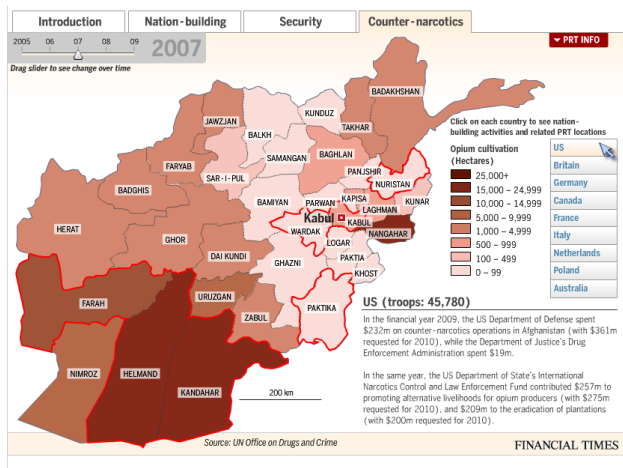 Introduction
Nation-building
Security
Counter-narcotics
2005 06 07 08 09
2007
Drag slider to see change over time
PRT INFO
BADAKHSHAN
KUNDUZ
JAWZJAN
TAKHAR
BALKH
Click on each country to see nation-
building activities and related PRT locations
BAGHLAN
SAMANGAN
FARYAB
PANJSHIR
SAR-I-PUL
NURISTAN
BADGHIS
Opium cultivation
(Hectares)
25,000+
15,000 – 24,999
10,000 – 14,999
5,000 – 9,999
1,000 – 4,999
500 – 999
100 – 499
0 – 99
US
Britain
Germany
Canada
France
Italy
Netherlands
Poland
Australia
BAMIYAN
PARWAN
KAPISA
KUNAR
LAGHMAN
Kabul
KABUL
HERAT
WARDAK
NANGAHAR
GHOR
LOGAR
DAI KUNDI
PAKTIA
GHAZNI
KHOST
URUZGAN
FARAH
PAKTIKA
ZABUL
NIMROZ
HELMAND
KANDAHAR
200 km
US (troops: 45,780)
In the financial year 2009, the US Department of Defense spent
$232m on counter-narcotics operations in Afghanistan (with $361m
requested for 2010), while the Department of Justice's Drug
Enforcement Administration spent $19m.
In the same year, the US Department of State's International
Narcotics Control and Law Enforcement Fund contributed $257m to
promoting alternative livelihoods for opium producers (with $275m
requested for 2010), and $209m to the eradication of plantations
(with $200m requested for 2010).
Source: UN Office on Drugs and Crime
FINANCIAL TIMES